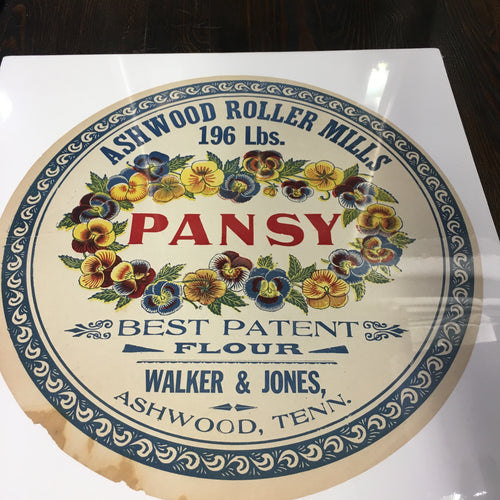 ASHWOOD ROLLER MILLS
196 Lbs.
PANSY
BEST PATENT
FLOUR
WALKER & JONES,
ASHWOOD, TENN.